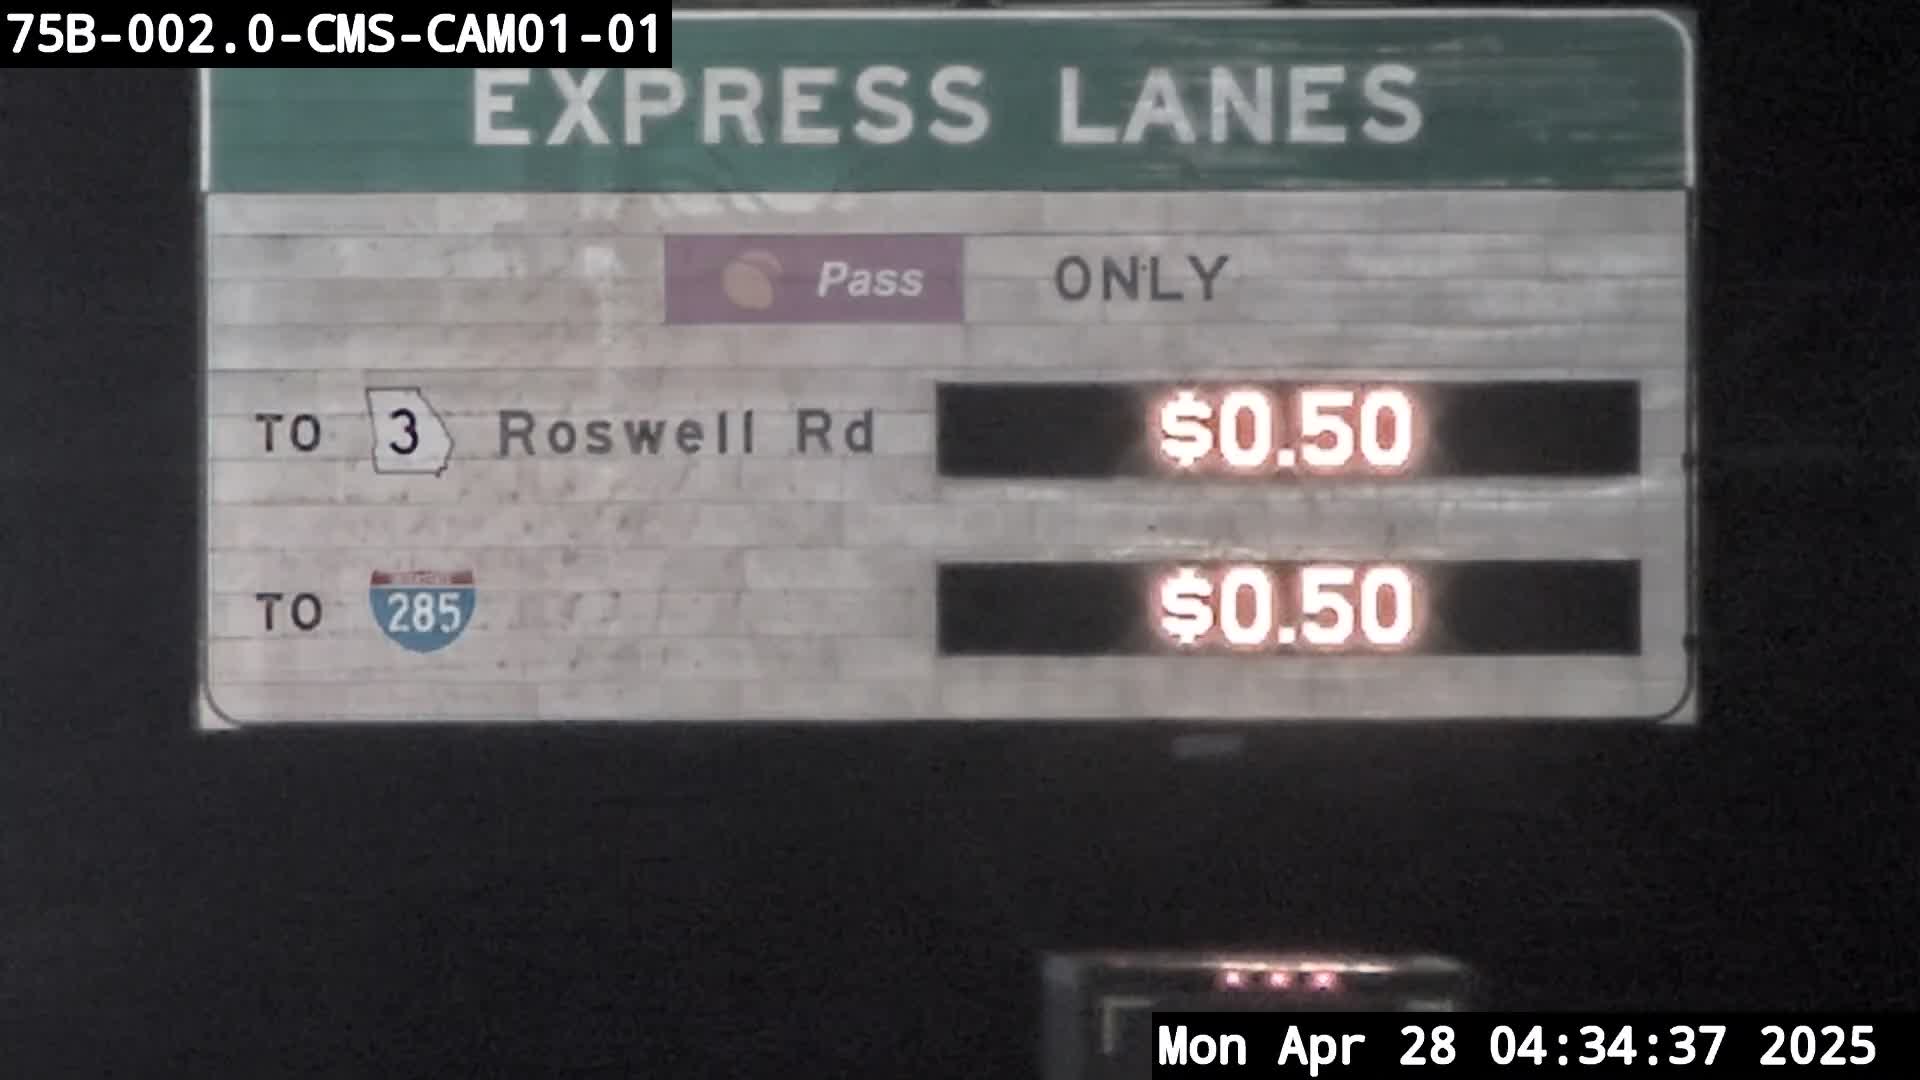 75B-002.0-CMS-CAM01-01
EXPRESS LANES
Pass ONLY
TO 3 Roswell Rd $0.50
TO 285 $0.50
Mon Apr 28 04:34:37 2025